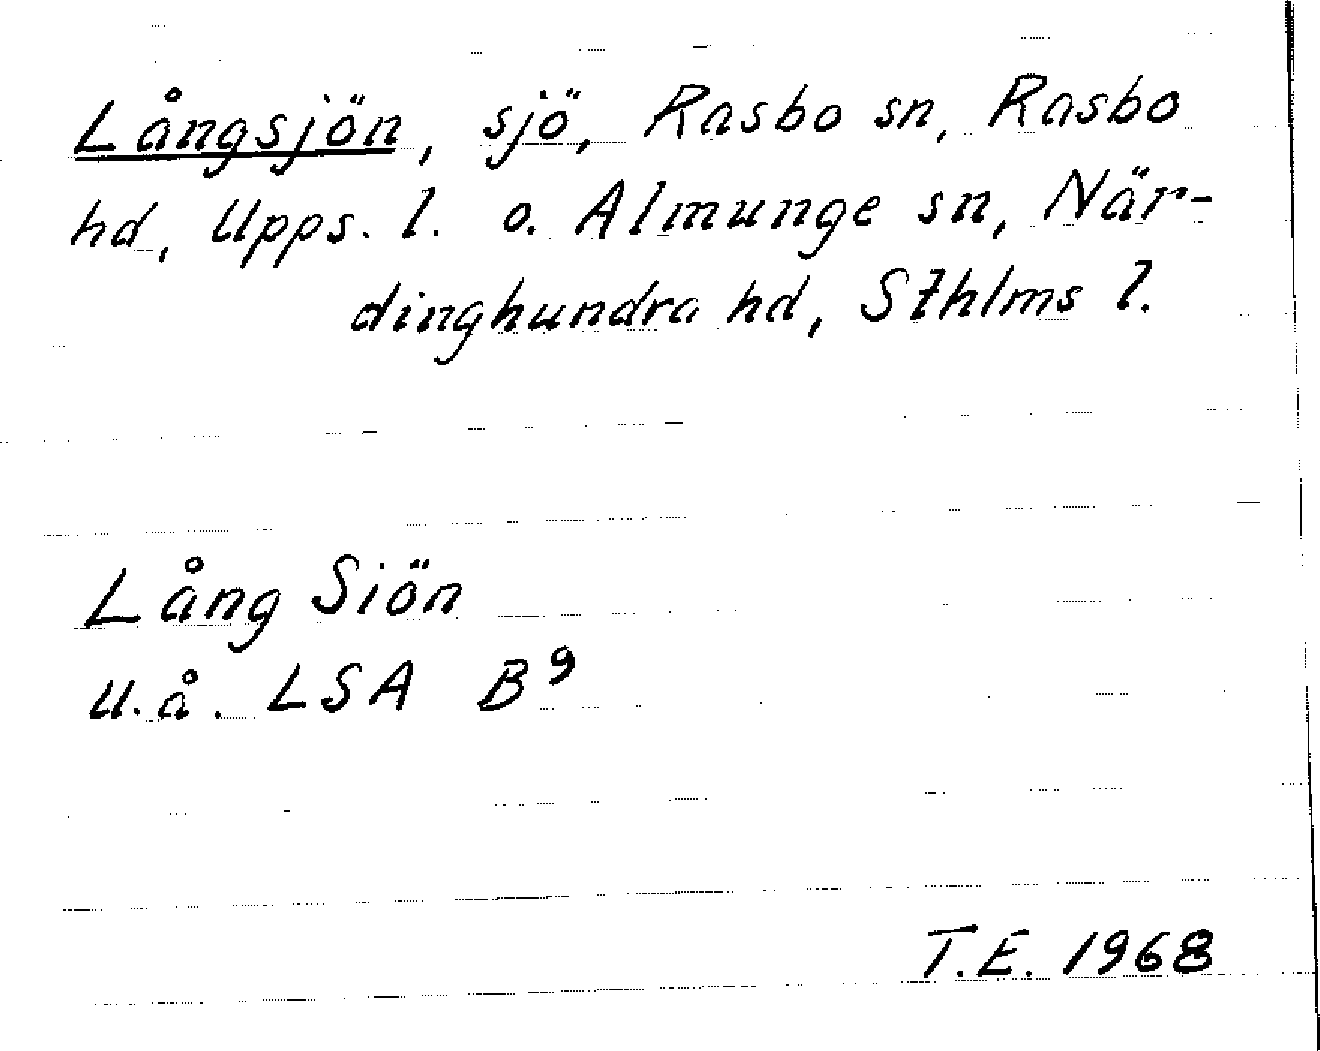 Långsjön, sjö, Rasbo sn, Rasbo
hd, Upps. l. o. Almunge sn, När-
dinghundra hd, Sthlms l.
Lång Siön
u.å. LSA B⁹
T.E. 1968